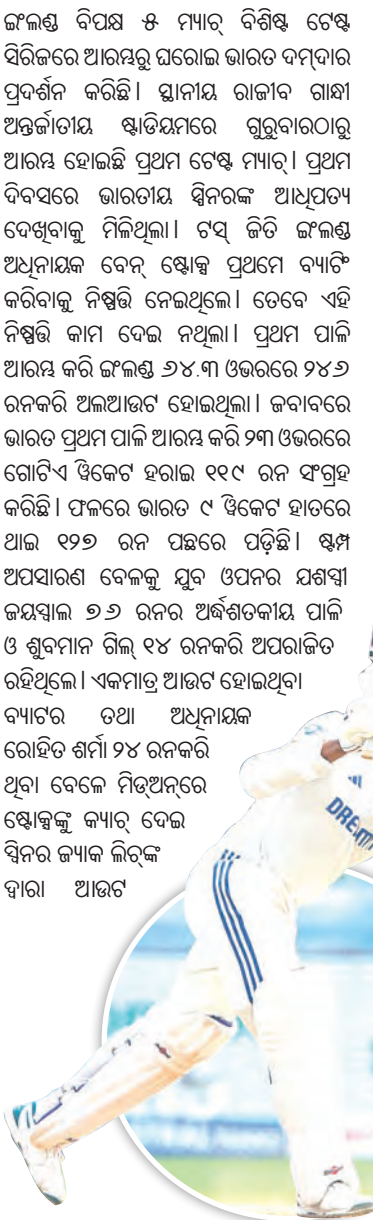 ଇଂଲଣ୍ଡ ବିପକ୍ଷ ୫ ମ୍ୟାଚ୍ ବିଶିଷ୍ଟ ଟେଷ୍ଟ
ସିରିଜରେ ଆରମ୍ଭରୁ ଘରୋଇ ଭାରତ ଦମ୍‌ଦାର
ପ୍ରଦର୍ଶନ କରିଛି। ସ୍ଥାନୀୟ ରାଜୀବ ଗାନ୍ଧୀ
ଅନ୍ତର୍ଜାତୀୟ ଷ୍ଟାଡିୟମରେ ଗୁରୁବାରଠାରୁ
ଆରମ୍ଭ ହୋଇଛି ପ୍ରଥମ ଟେଷ୍ଟ ମ୍ୟାଚ୍। ପ୍ରଥମ
ଦିବସରେ ଭାରତୀୟ ସ୍ପିନରଙ୍କ ଆଧିପତ୍ୟ
ଦେଖିବାକୁ ମିଳିଥିଲା। ଟସ୍ ଜିତି ଇଂଲଣ୍ଡ
ଅଧିନାୟକ ବେନ୍ ଷ୍ଟୋକ୍ସ ପ୍ରଥମେ ବ୍ୟାଟିଂ
କରିବାକୁ ନିଷ୍ପତ୍ତି ନେଇଥିଲେ। ତେବେ ଏହି
ନିଷ୍ପତ୍ତି କାମ ଦେଇ ନଥିଲା। ପ୍ରଥମ ପାଳି
ଆରମ୍ଭ କରି ଇଂଲଣ୍ଡ ୬୪.୩ ଓଭରରେ ୨୪୬
ରନକରି ଅଲଆଉଟ ହୋଇଥିଲା। ଜବାବରେ
ଭାରତ ପ୍ରଥମ ପାଳି ଆରମ୍ଭ କରି ୨୩ ଓଭରରେ
ଗୋଟିଏ ୱିକେଟ ହରାଇ ୧୧୯ ରନ ସଂଗ୍ରହ
କରିଛି। ଫଳରେ ଭାରତ ୯ ୱିକେଟ ହାତରେ
ଥାଇ ୧୨୭ ରନ ପଛରେ ପଡ଼ିଛି। ଷ୍ଟମ୍ପ
ଅପସାରଣ ବେଳକୁ ଯୁବ ଓପନର ଯଶସ୍ୱୀ
ଜୟସ୍ୱାଲ ୭୬ ରନର ଅର୍ଦ୍ଧଶତକୀୟ ପାଳି
ଓ ଶୁବମାନ ଗିଲ୍ ୧୪ ରନକରି ଅପରାଜିତ
ରହିଥିଲେ। ଏକମାତ୍ର ଆଉଟ ହୋଇଥିବା
ବ୍ୟାଟର ତଥା ଅଧିନାୟକ
ରୋହିତ ଶର୍ମା ୨୪ ରନକରି
ଥିବା ବେଳେ ମିଡ୍‌ଅନ୍‌ରେ
ଷ୍ଟୋକ୍ସଙ୍କୁ କ୍ୟାଚ୍ ଦେଇ
ସ୍ପିନର ଜ୍ୟାକ ଲିଚ୍‌ଙ୍କ
ଦ୍ୱାରା ଆଉଟ